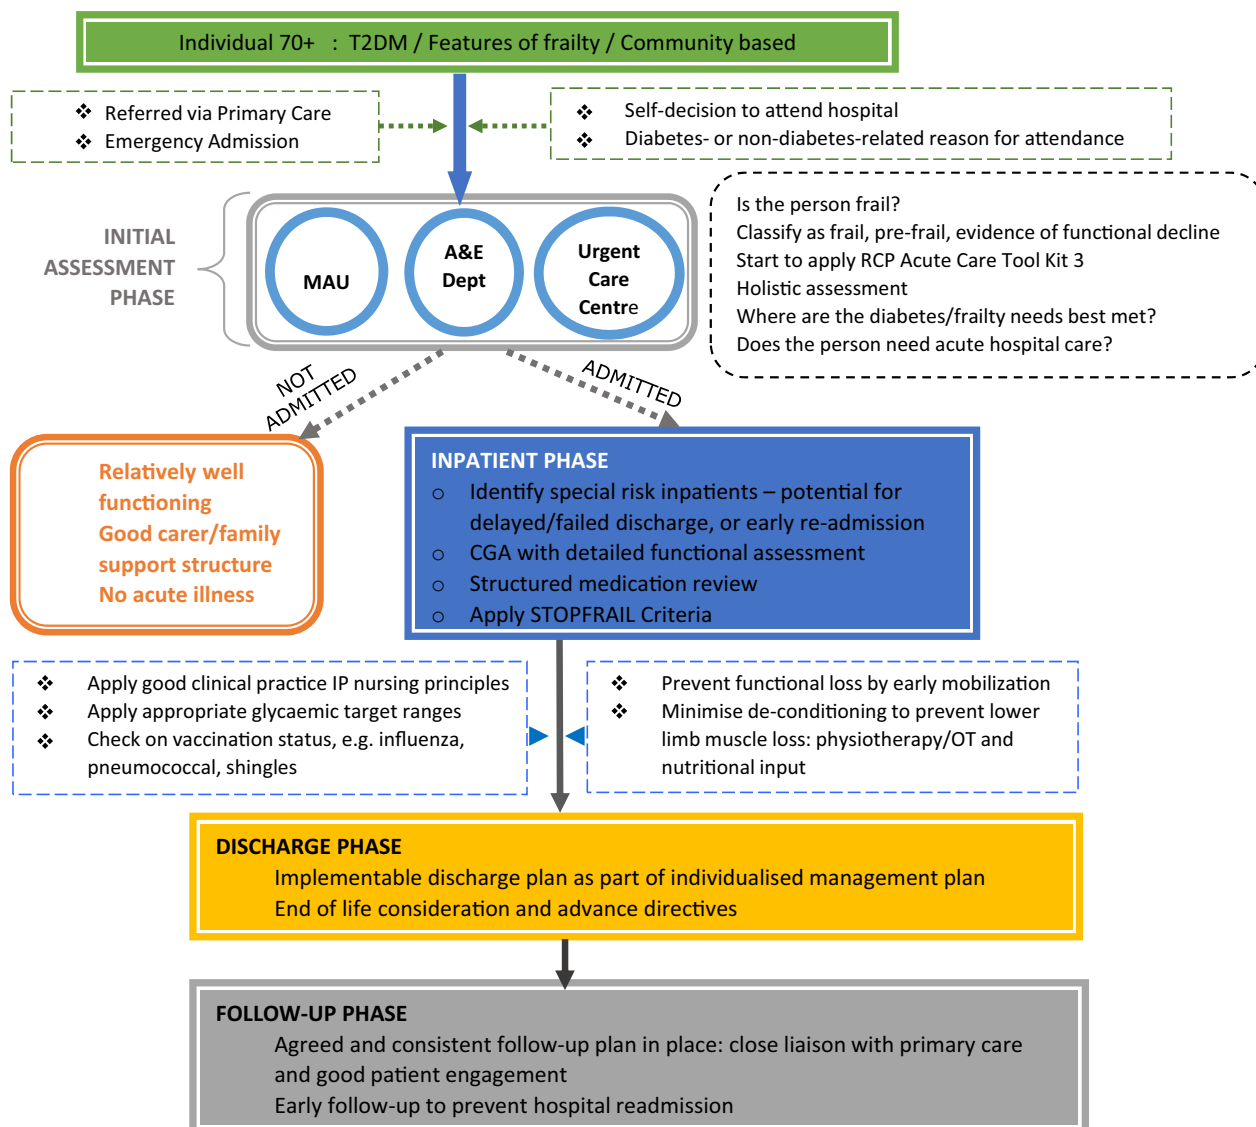 Individual 70+ : T2DM / Features of frailty / Community based
❖ Referred via Primary Care
❖ Emergency Admission
❖ Self-decision to attend hospital
❖ Diabetes- or non-diabetes-related reason for attendance
INITIAL
ASSESSMENT
PHASE
MAU
A&E
Dept
Urgent
Care
Centre
Is the person frail?
Classify as frail, pre-frail, evidence of functional decline
Start to apply RCP Acute Care Tool Kit 3
Holistic assessment
Where are the diabetes/frailty needs best met?
Does the person need acute hospital care?
NOT
ADMITTED
ADMITTED
Relatively well
functioning
Good carer/family
support structure
No acute illness
INPATIENT PHASE
o Identify special risk inpatients – potential for
delayed/failed discharge, or early re-admission
o CGA with detailed functional assessment
o Structured medication review
o Apply STOPFRAIL Criteria
❖ Apply good clinical practice IP nursing principles
❖ Apply appropriate glycaemic target ranges
❖ Check on vaccination status, e.g. influenza,
pneumococcal, shingles
❖ Prevent functional loss by early mobilization
❖ Minimise de-conditioning to prevent lower
limb muscle loss: physiotherapy/OT and
nutritional input
DISCHARGE PHASE
Implementable discharge plan as part of individualised management plan
End of life consideration and advance directives
FOLLOW-UP PHASE
Agreed and consistent follow-up plan in place: close liaison with primary care
and good patient engagement
Early follow-up to prevent hospital readmission